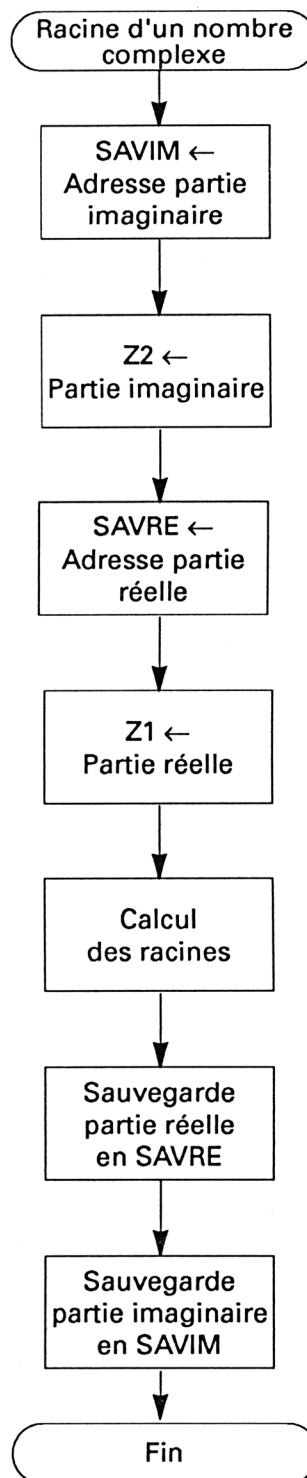 Racine d'un nombre
complexe
SAVIM ←
Adresse partie
imaginaire
Z2 ←
Partie imaginaire
SAVRE ←
Adresse partie
réelle
Z1 ←
Partie réelle
Calcul
des racines
Sauvegarde
partie réelle
en SAVRE
Sauvegarde
partie imaginaire
en SAVIM
Fin